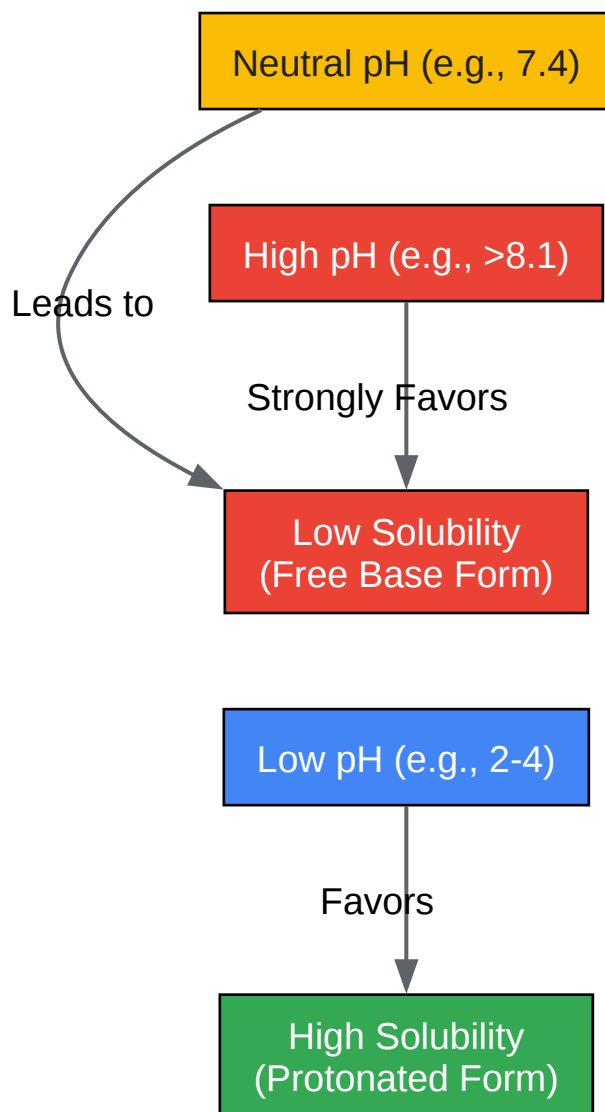 Neutral pH (e.g., 7.4)
High pH (e.g., >8.1)
Leads to
Strongly Favors
Low Solubility
(Free Base Form)
Low pH (e.g., 2-4)
Favors
High Solubility
(Protonated Form)